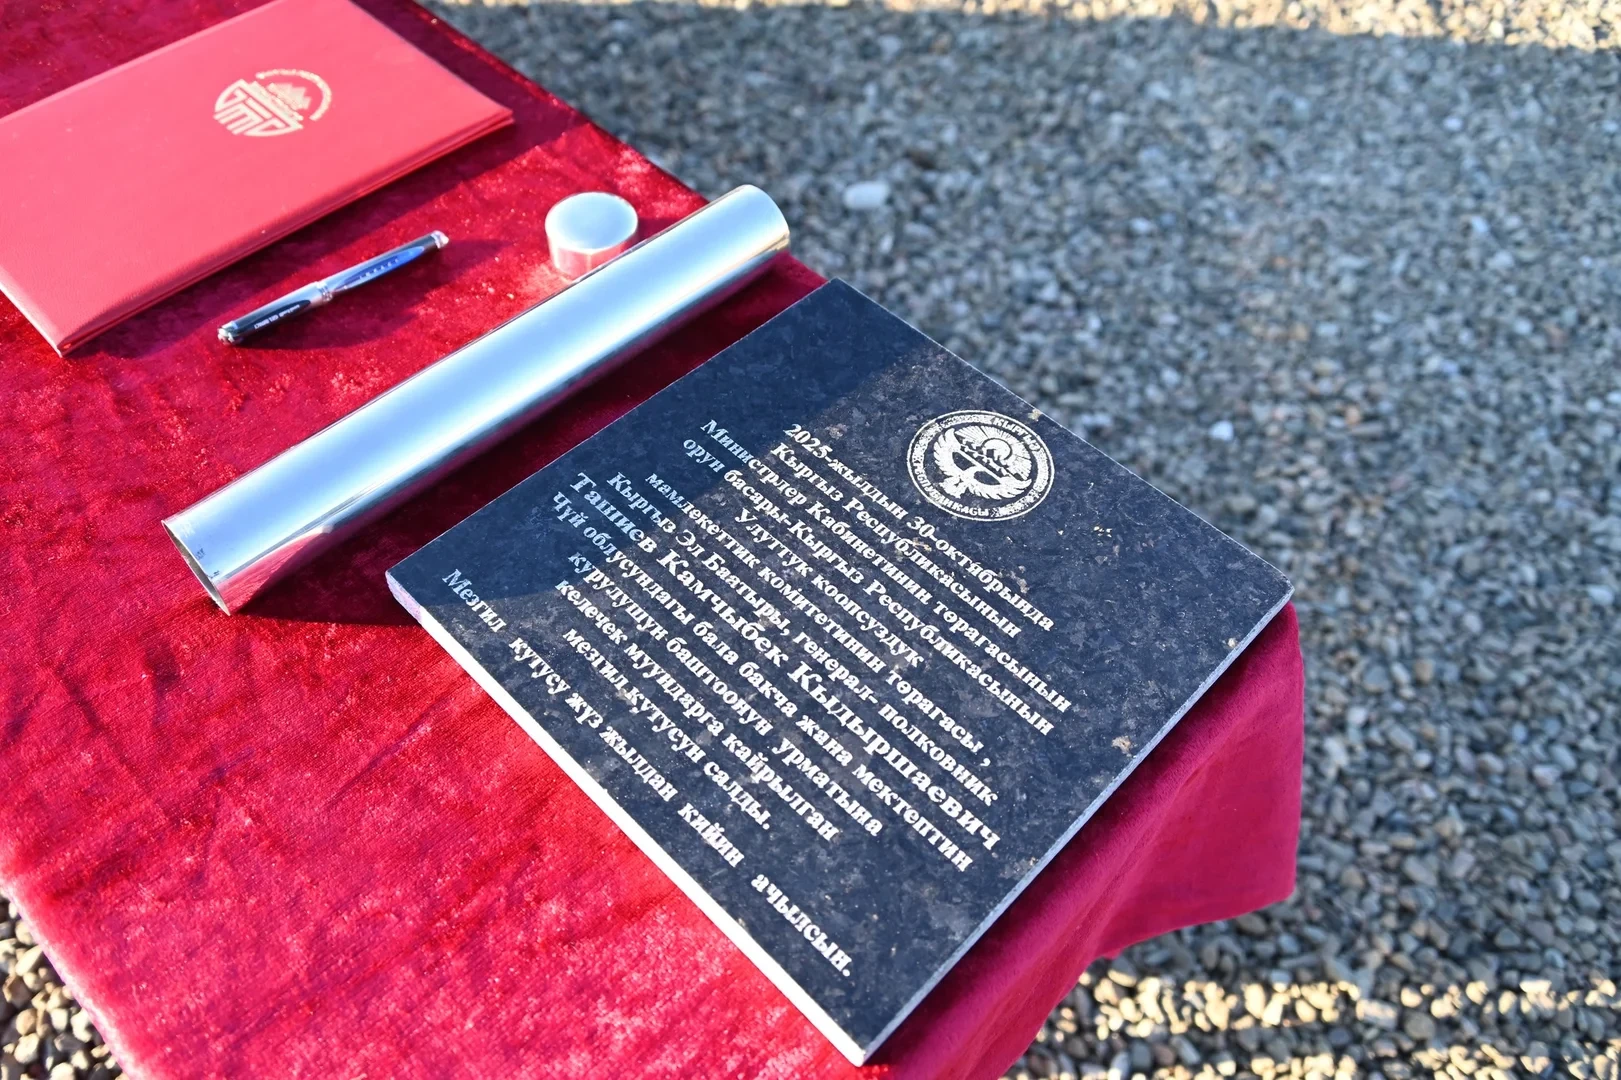 КЫРГЫЗ РЕСПУБЛИКАСЫ
2025-жылдын 30-октябрында
Кыргыз Республикасынын
Министрлер Кабинетинин төрагасынын
орун басары-Кыргыз Республикасынын
Улуттук коопсуздук
мамлекеттик комитетинин төрагасы,
Кыргыз Эл Баатыры, генерал- полковник
Ташиев Камчыбек Кыдыршаевич
Чүй облусундагы бала бакча жана мектептин
курулушун баштоонун урматына
келечек муундарга кайрылган
мезгил кутусун салды.
Мезгил кутусу жүз жылдан кийин ачылсын.